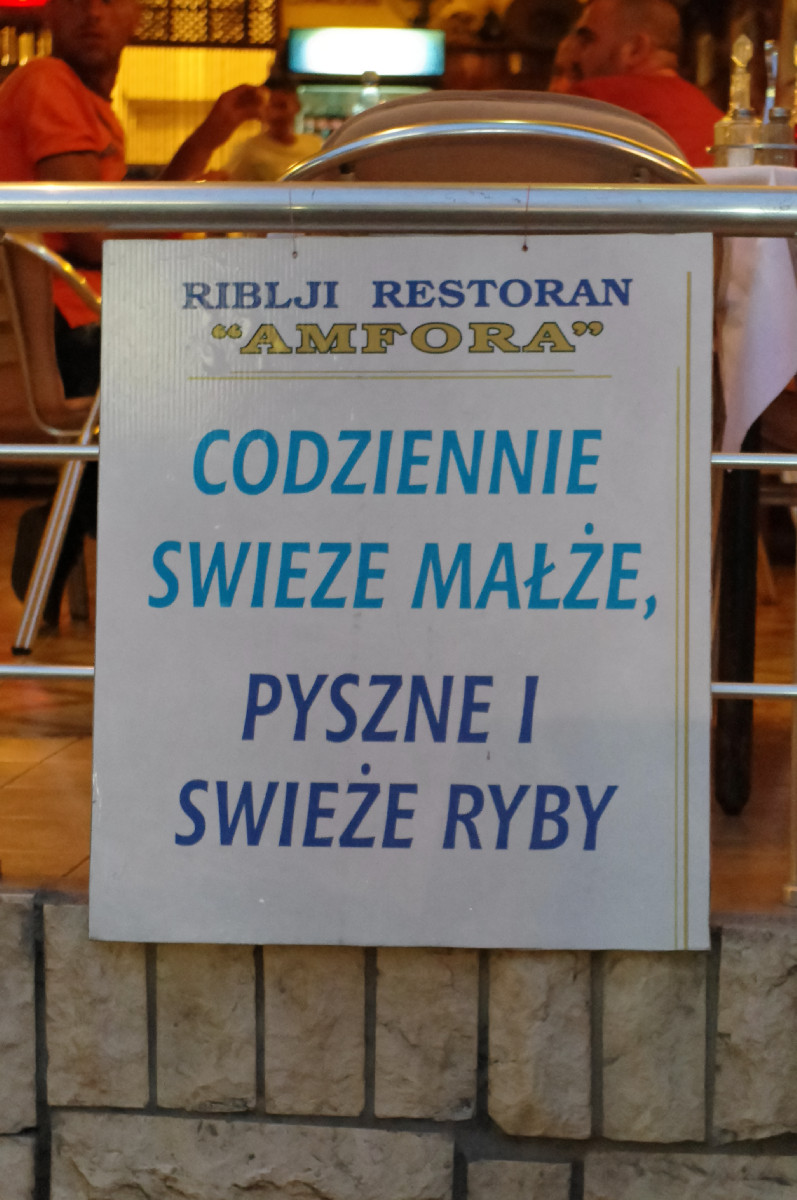 RIBLJI RESTORAN
“AMFORA”
CODZIENNIE
SWIEZE MAŁŻE,
PYSZNE I
SWIEŻE RYBY